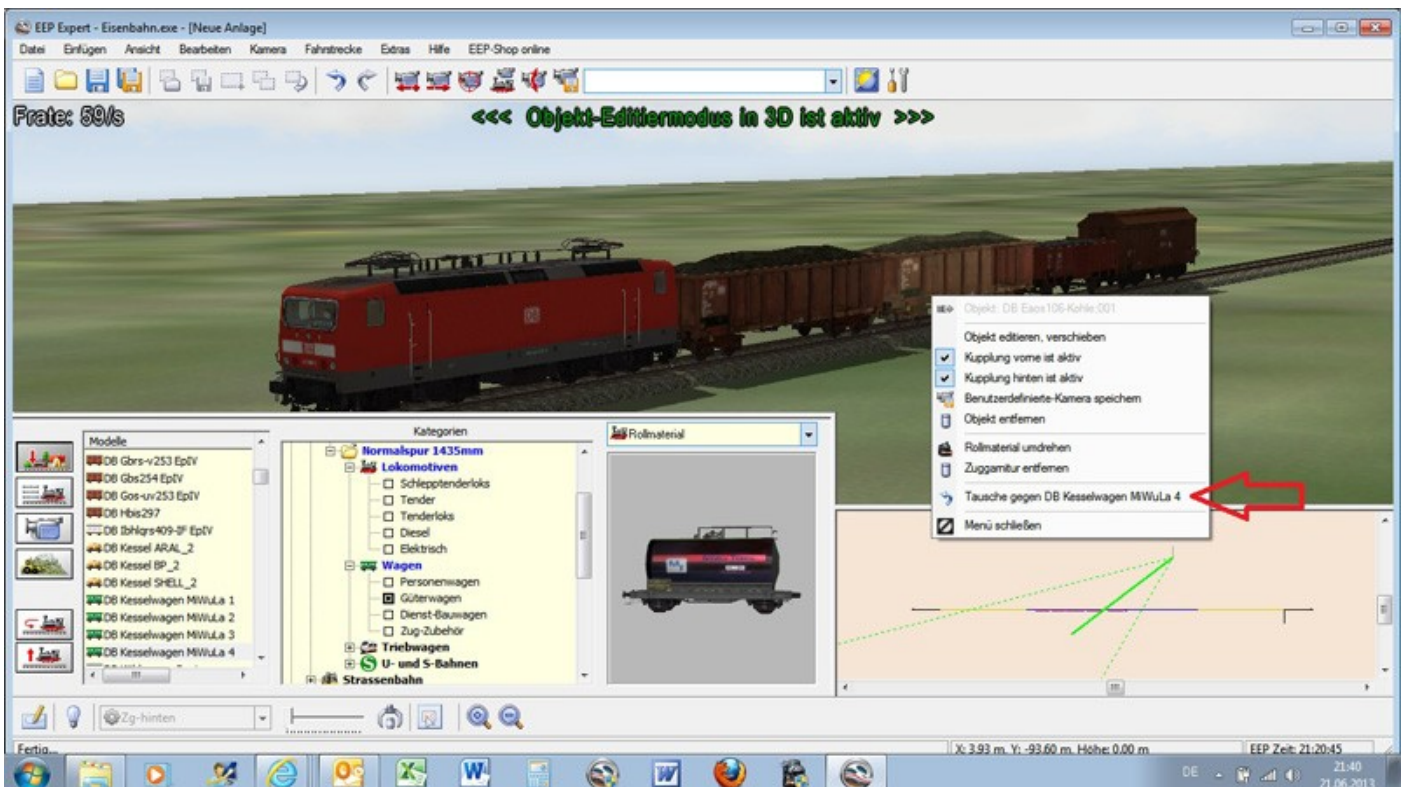 EEP Expert - Eisenbahn.exe - [Neue Anlage]
Datei Einfügen Ansicht Bearbeiten Kamera Fahrstrecke Extras Hilfe EEP-Shop online
Frate: 59/s
<<< Objekt-Editiermodus in 3D ist aktiv >>>
Objekt: DB Eaos106-Kohle:001
Objekt editieren, verschieben
Kupplung vorne ist aktiv
Kupplung hinten ist aktiv
Benutzerdefinierte-Kamera speichern
Objekt entfernen
Rollmaterial umdrehen
Zuggarnitur entfernen
Tausche gegen DB Kesselwagen MiWuLa 4
Menü schließen
Modelle
DB Gbrs-v253 EpIV
DB Gbs254 EpIV
DB Gos-uv253 EpIV
DB Hbis297
DB Ibhlqrs409-IF EpIV
DB Kessel ARAL_2
DB Kessel BP_2
DB Kessel SHELL_2
DB Kesselwagen MiWuLa 1
DB Kesselwagen MiWuLa 2
DB Kesselwagen MiWuLa 3
DB Kesselwagen MiWuLa 4
Kategorien
Normalspur 1435mm
Lokomotiven
Schlepptenderloks
Tender
Tenderloks
Diesel
Elektrisch
Wagen
Personenwagen
Güterwagen
Dienst-Bauwagen
Zug-Zubehör
Triebwagen
U- und S-Bahnen
Strassenbahn
Rollmaterial
Zg-hinten
Fertig...
X: 3.93 m, Y: -93.60 m, Höhe: 0.00 m
EEP Zeit: 21:20:45
DE
21:40
21.06.2013